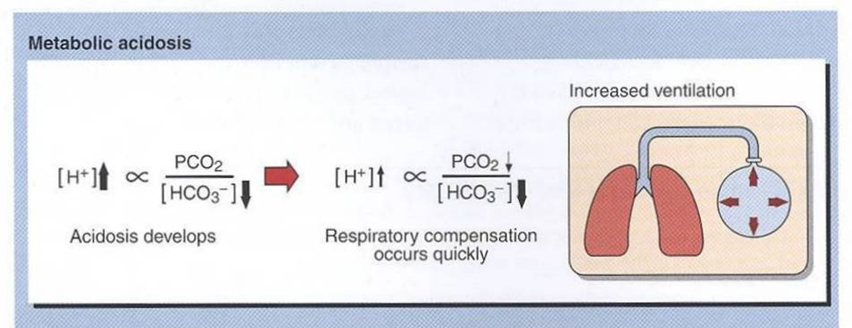 Metabolic acidosis
Increased ventilation
[H⁺]⬆ ∝ PCO₂ / [HCO₃⁻]⬇ ➡ [H⁺]↑ ∝ PCO₂↓ / [HCO₃⁻]⬇
Acidosis develops
Respiratory compensation
occurs quickly